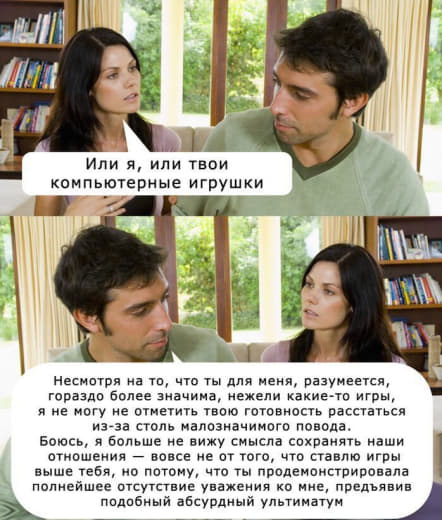 Или я, или твои
компьютерные игрушки
Несмотря на то, что ты для меня, разумеется,
гораздо более значима, нежели какие-то игры,
я не могу не отметить твою готовность расстаться
из-за столь малозначимого повода.
Боюсь, я больше не вижу смысла сохранять наши
отношения — вовсе не от того, что ставлю игры
выше тебя, но потому, что ты продемонстрировала
полнейшее отсутствие уважения ко мне, предъявив
подобный абсурдный ультиматум